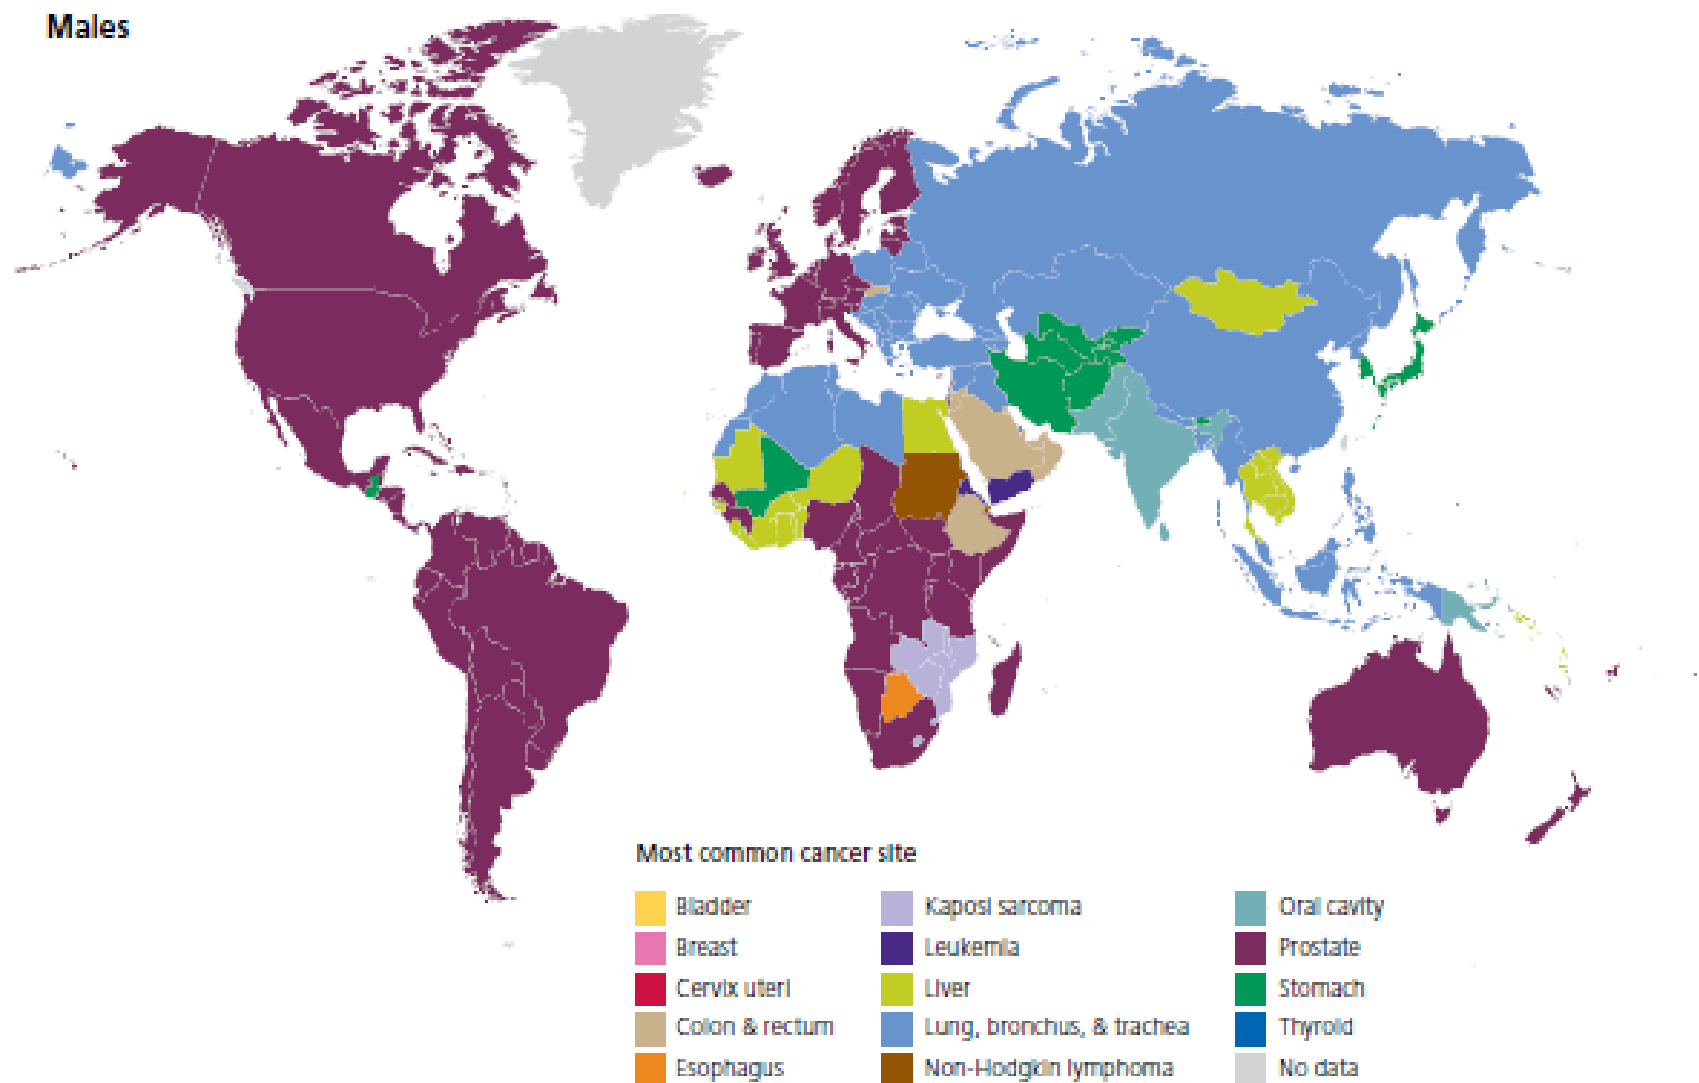 Males
Most common cancer site
Bladder
Breast
Cervix uteri
Colon & rectum
Esophagus
Kaposi sarcoma
Leukemia
Liver
Lung, bronchus, & trachea
Non-Hodgkin lymphoma
Oral cavity
Prostate
Stomach
Thyroid
No data